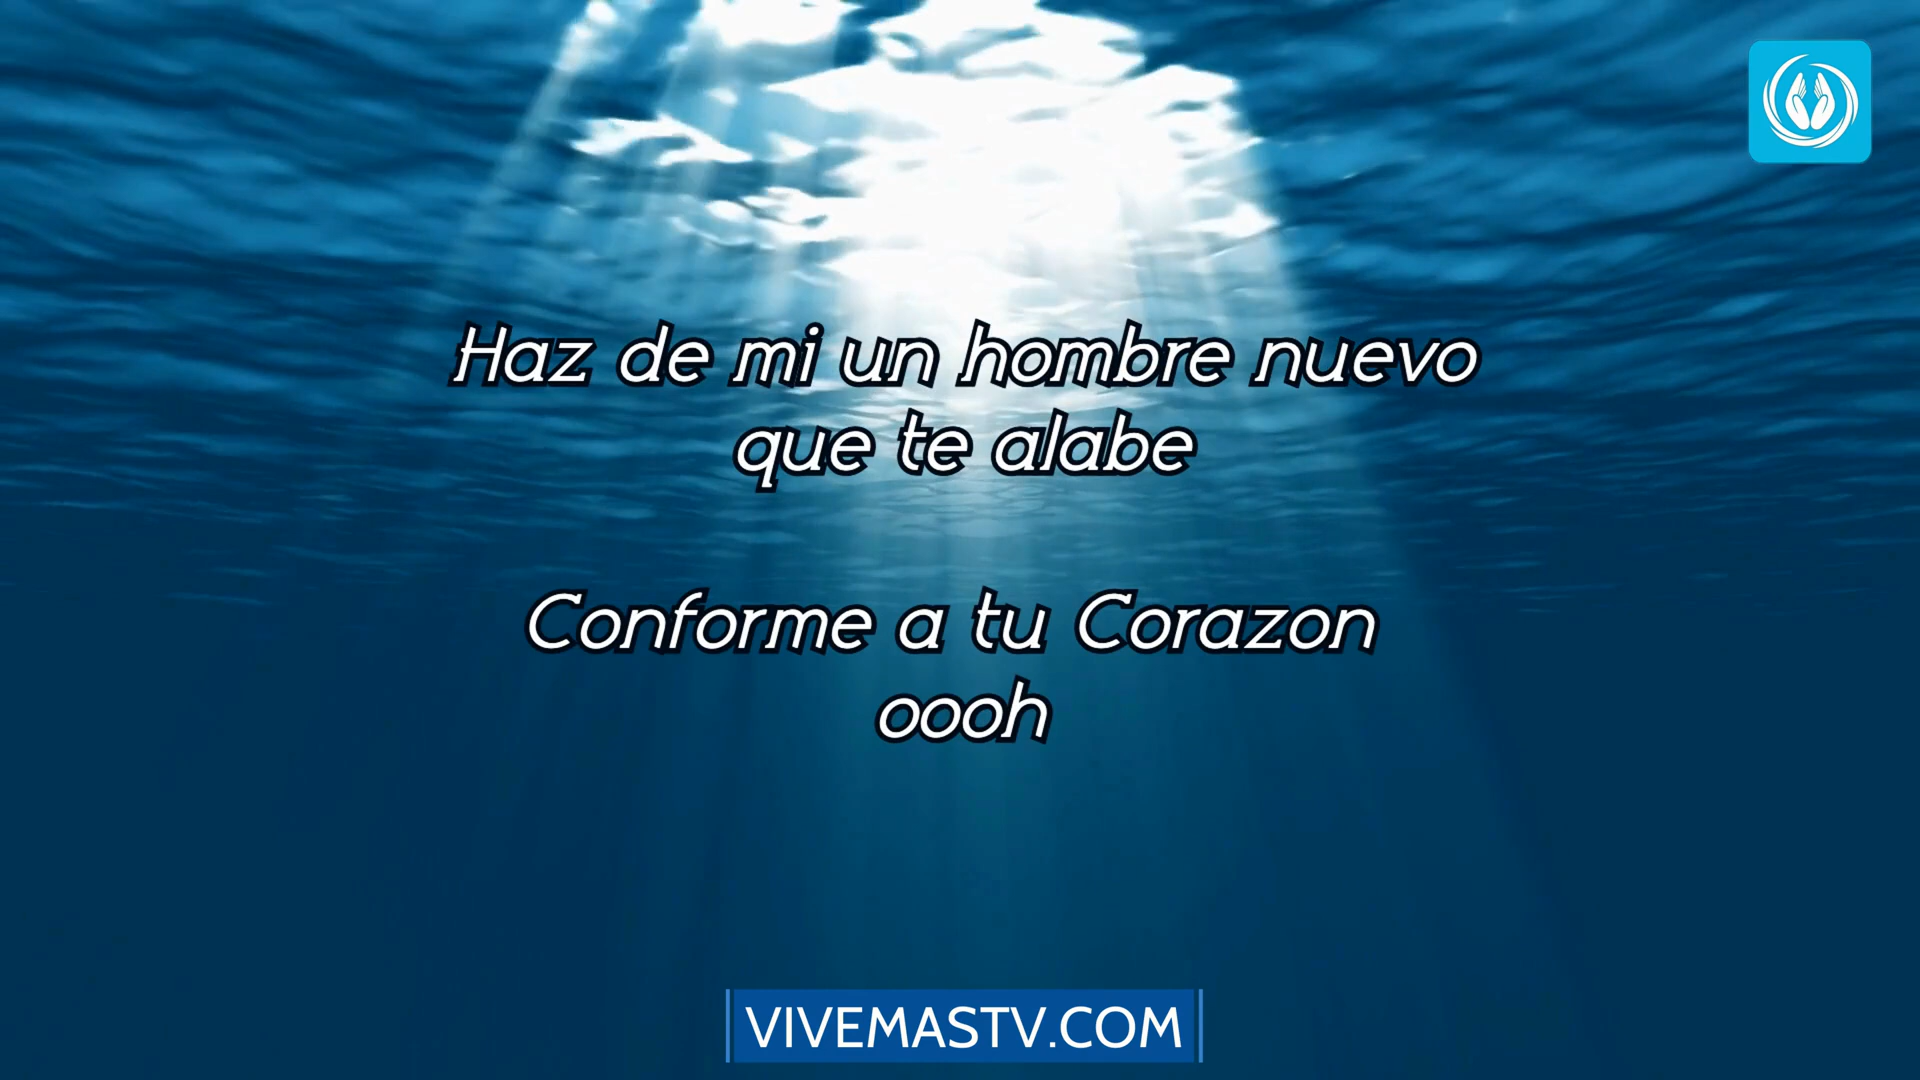 Haz de mi un hombre nuevo
que te alabe
Conforme a tu Corazon
oooh
VIVEMASTV.COM